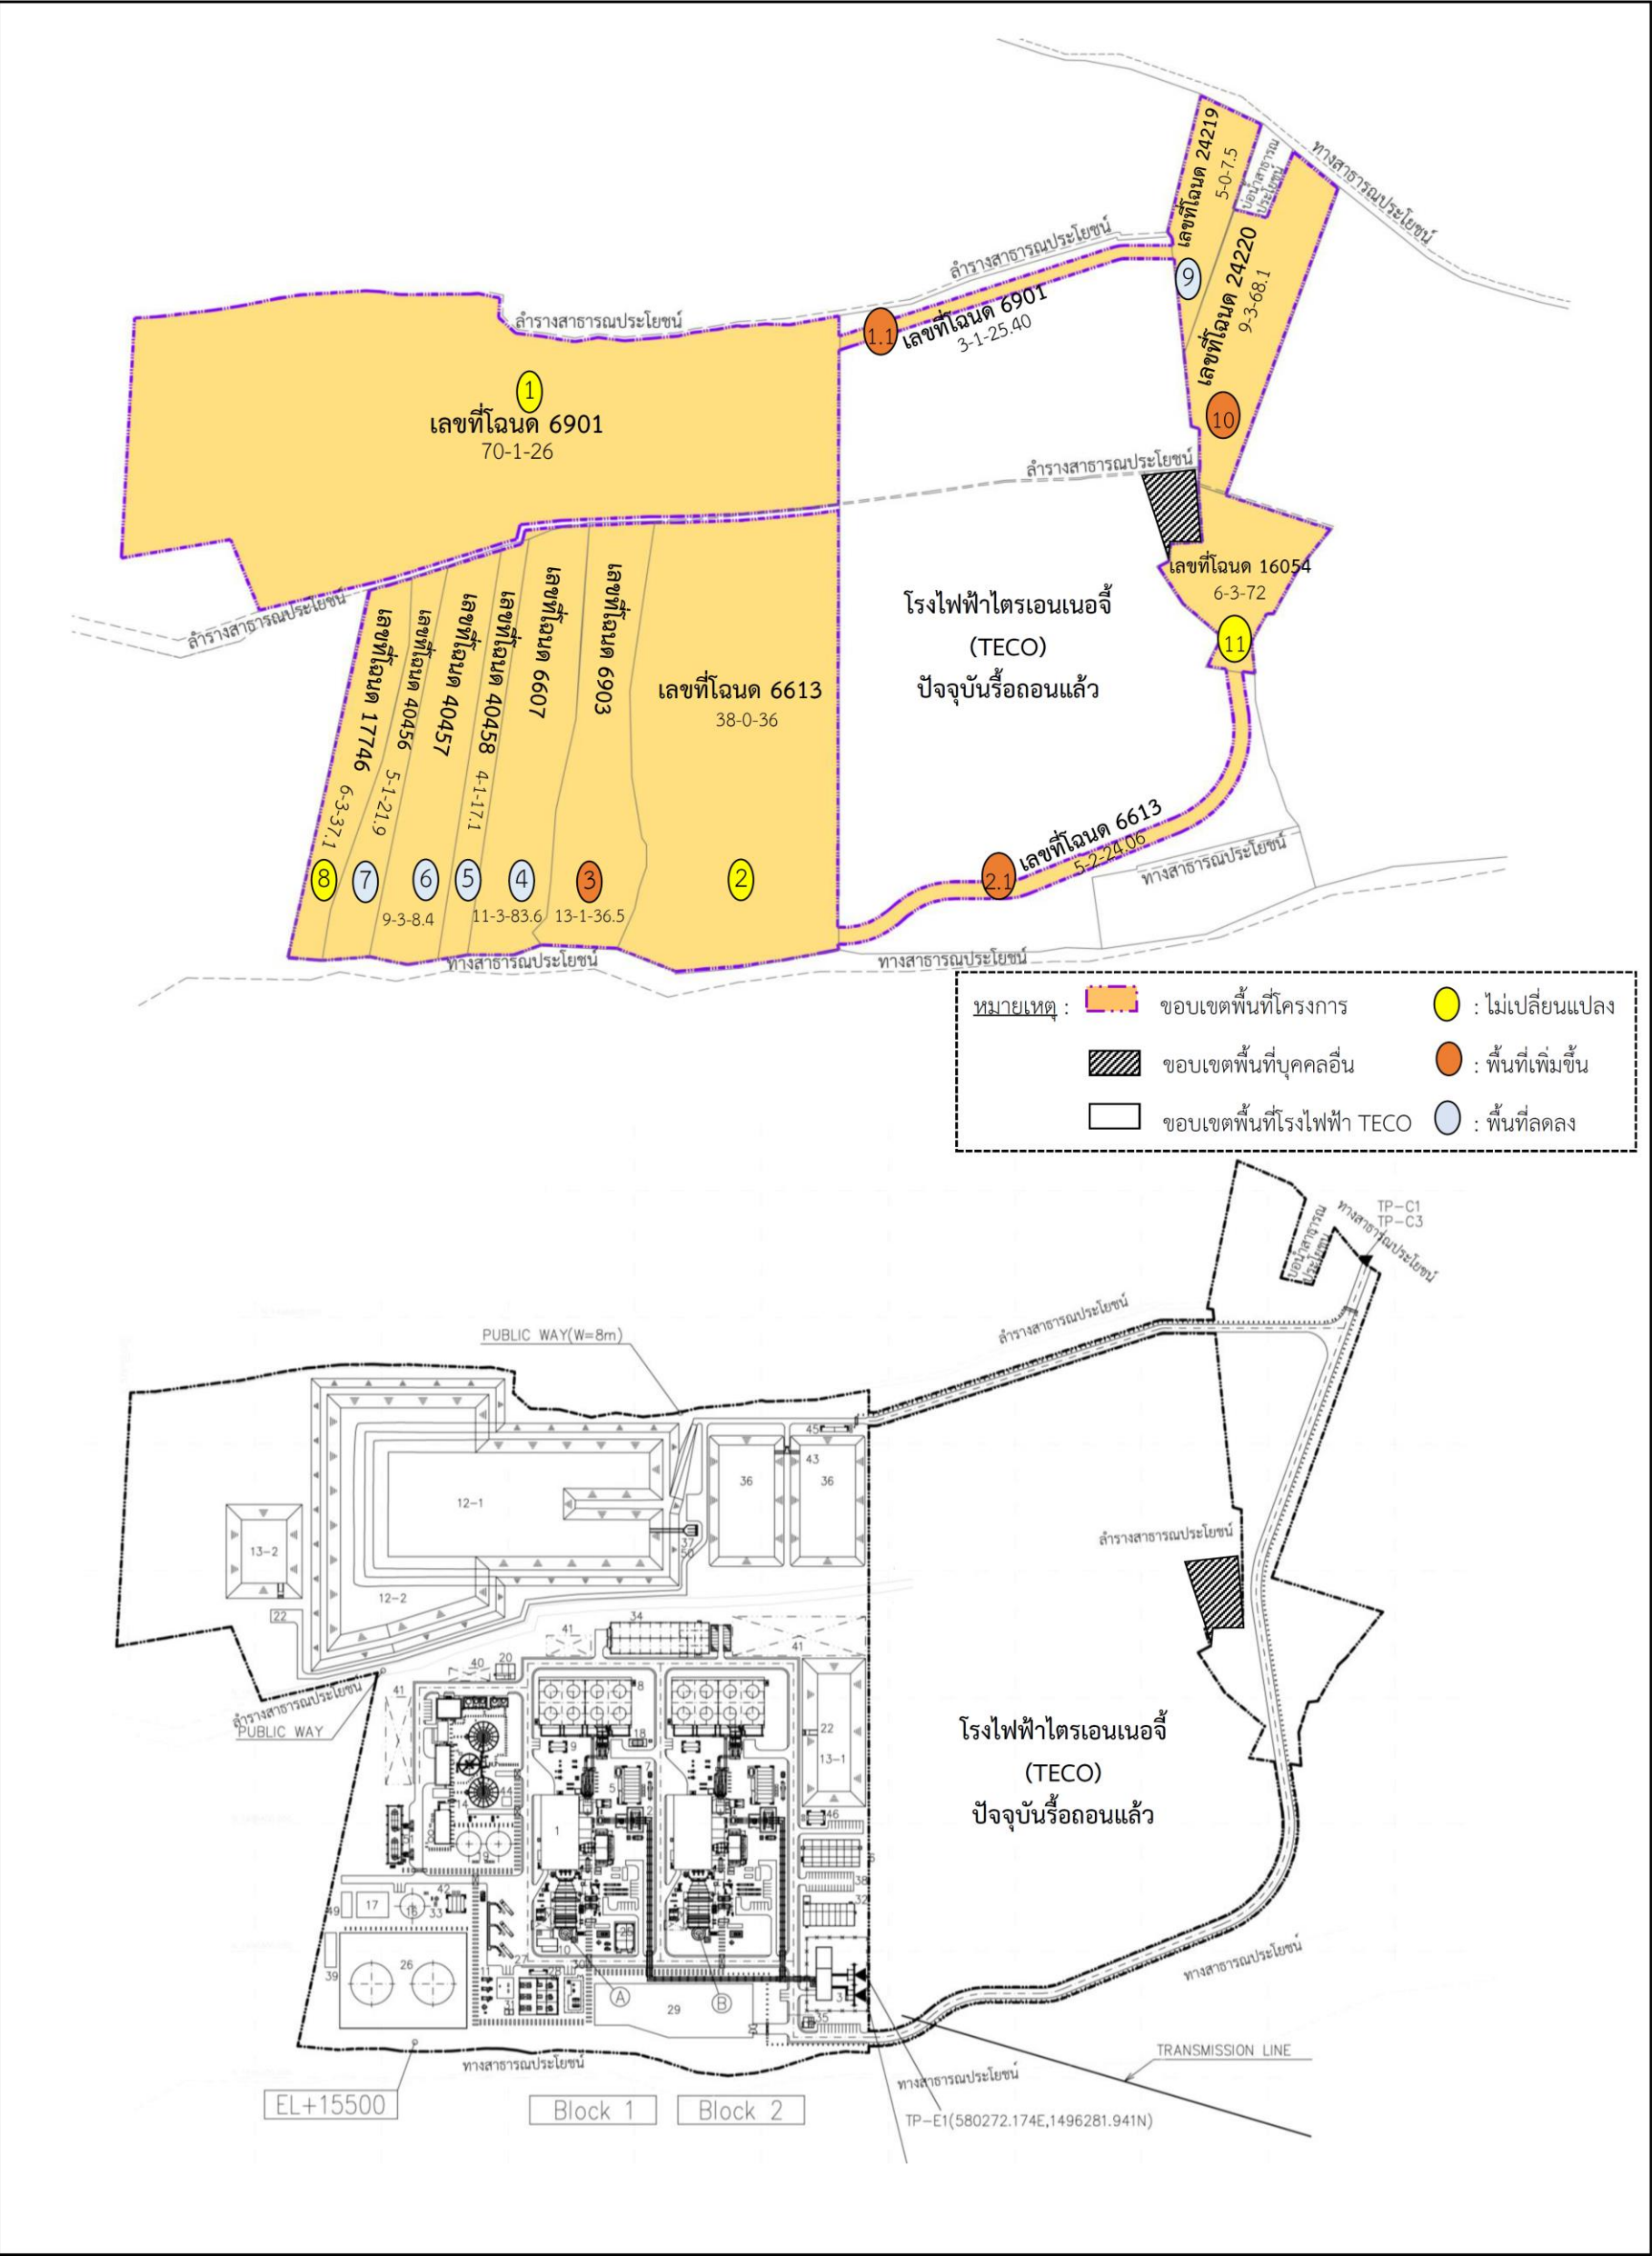 เลขที่โฉนด 24219
5-0-7.5
บ่อน้ำสาธารณ
ประโยชน์
ทางสาธารณประโยชน์
เลขที่โฉนด 24220
9-3-68.1
9
10
ลำรางสาธารณประโยชน์
1.1
เลขที่โฉนด 6901
3-1-25.40
ลำรางสาธารณประโยชน์
1
เลขที่โฉนด 6901
70-1-26
ลำรางสาธารณประโยชน์
ลำรางสาธารณประโยชน์
เลขที่โฉนด 16054
6-3-72
11
โรงไฟฟ้าไตรเอนเนอจี้
(TECO)
ปัจจุบันรื้อถอนแล้ว
เลขที่โฉนด 17746
6-3-37.1
เลขที่โฉนด 40456
5-1-21.9
เลขที่โฉนด 40457
เลขที่โฉนด 40458
4-1-17.1
เลขที่โฉนด 6607
เลขที่โฉนด 6903
เลขที่โฉนด 6613
38-0-36
8
7
6
5
4
3
2
9-3-8.4
11-3-83.6
13-1-36.5
2.1
เลขที่โฉนด 6613
5-2-24.06
ทางสาธารณประโยชน์
ทางสาธารณประโยชน์
ทางสาธารณประโยชน์
หมายเหตุ :
ขอบเขตพื้นที่โครงการ
: ไม่เปลี่ยนแปลง
ขอบเขตพื้นที่บุคคลอื่น
: พื้นที่เพิ่มขึ้น
ขอบเขตพื้นที่โรงไฟฟ้า TECO
: พื้นที่ลดลง
TP-C1
TP-C3
บ่อน้ำสาธารณ
ประโยชน์
ทางสาธารณประโยชน์
ลำรางสาธารณประโยชน์
PUBLIC WAY(W=8m)
45
43
36
36
12-1
37
13-2
12-2
22
34
41
41
40
20
41
ลำรางสาธารณประโยชน์
PUBLIC WAY
ลำรางสาธารณประโยชน์
8
18
9
22
13-1
7
5
44
14
2
46
1
19
38
32
42
49
17
16
33
25
10
27
30
39
26
11
28
31
A
B
29
3
35
โรงไฟฟ้าไตรเอนเนอจี้
(TECO)
ปัจจุบันรื้อถอนแล้ว
ทางสาธารณประโยชน์
ทางสาธารณประโยชน์
ทางสาธารณประโยชน์
TRANSMISSION LINE
EL+15500
Block 1
Block 2
TP-E1(580272.174E,1496281.941N)